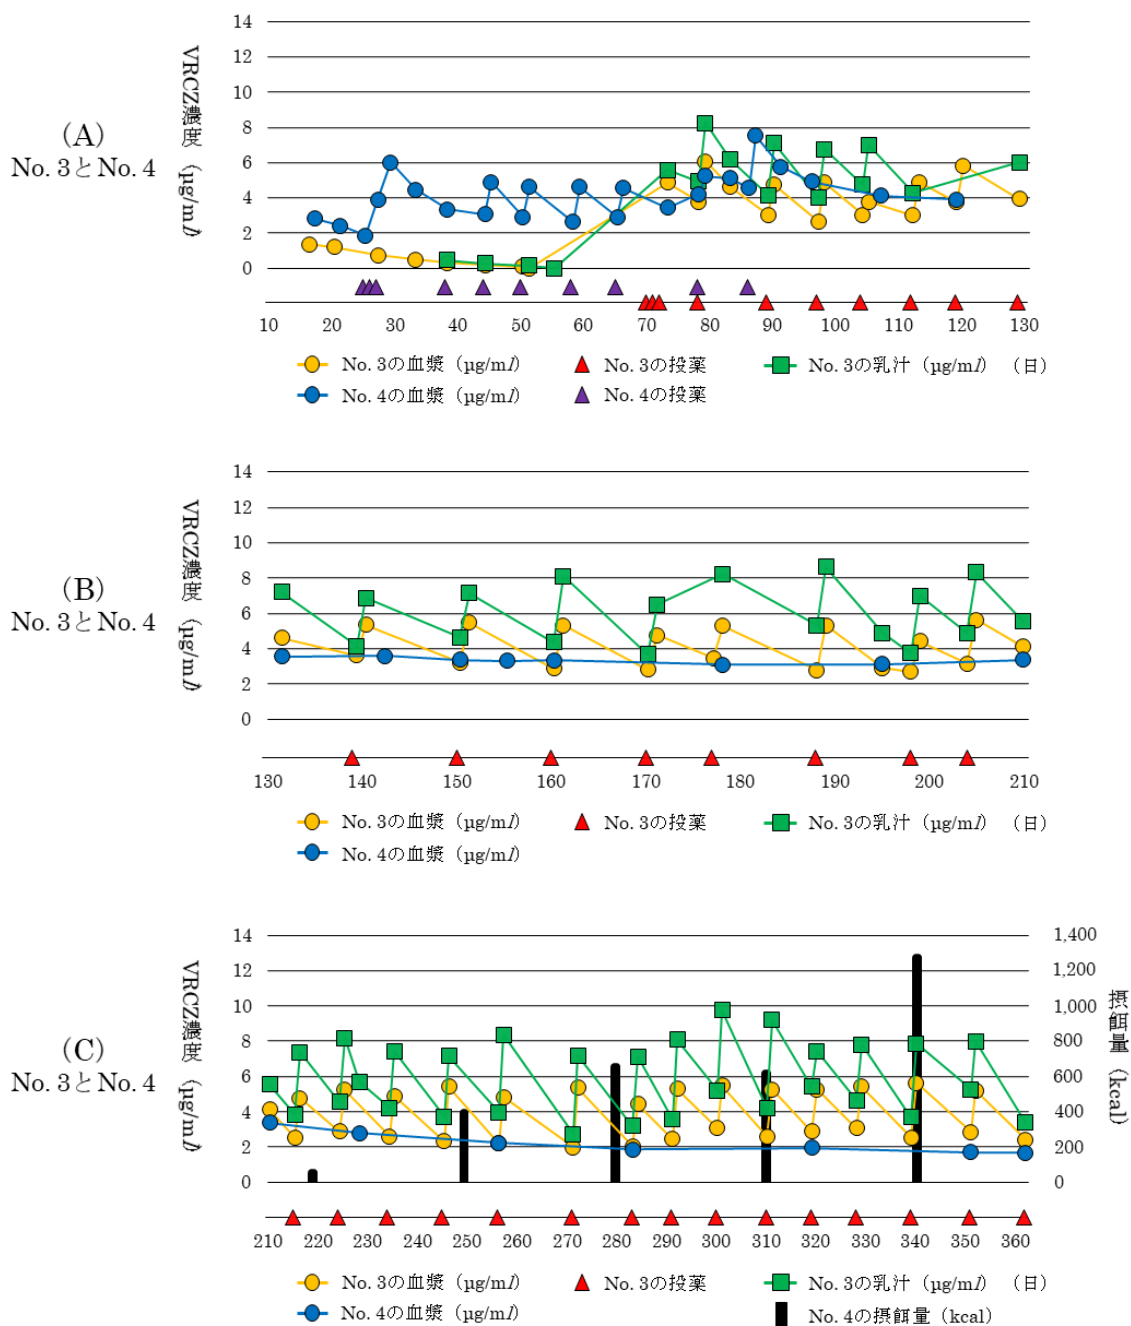 14
12
10
8
6
4
2
0
VRCZ濃度（µg/ml）
（A）
No. 3とNo. 4
10 20 30 40 50 60 70 80 90 100 110 120 130
No. 3の血漿（µg/ml） No. 3の投薬 No. 3の乳汁（µg/ml） （日）
No. 4の血漿（µg/ml） No. 4の投薬
14
12
10
8
6
4
2
0
VRCZ濃度（µg/ml）
（B）
No. 3とNo. 4
130 140 150 160 170 180 190 200 210
No. 3の血漿（µg/ml） No. 3の投薬 No. 3の乳汁（µg/ml） （日）
No. 4の血漿（µg/ml）
14 1,400
12 1,200
10 1,000
8 800
6 600
4 400
2 200
0 0
VRCZ濃度（µg/ml）
摂餌量（kcal）
（C）
No. 3とNo. 4
210 220 230 240 250 260 270 280 290 300 310 320 330 340 350 360
No. 3の血漿（µg/ml） No. 3の投薬 No. 3の乳汁（µg/ml） （日）
No. 4の血漿（µg/ml） No. 4の摂餌量（kcal）